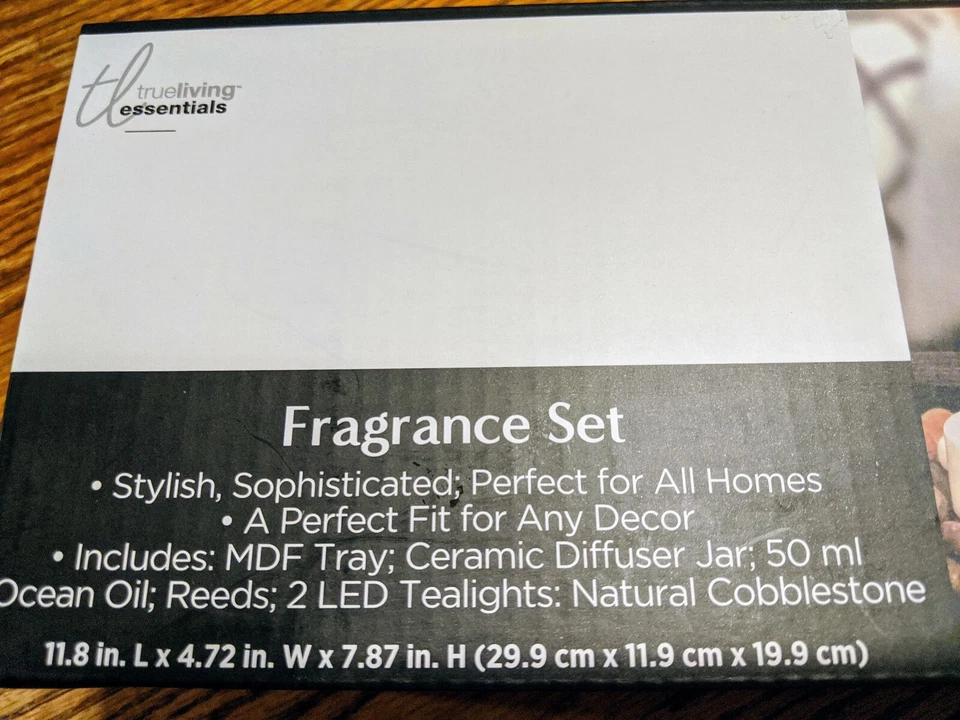 tl
trueliving™
essentials
Fragrance Set
• Stylish, Sophisticated; Perfect for All Homes
• A Perfect Fit for Any Decor
• Includes: MDF Tray; Ceramic Diffuser Jar; 50 ml
Ocean Oil; Reeds; 2 LED Tealights: Natural Cobblestone
11.8 in. L x 4.72 in. W x 7.87 in. H (29.9 cm x 11.9 cm x 19.9 cm)